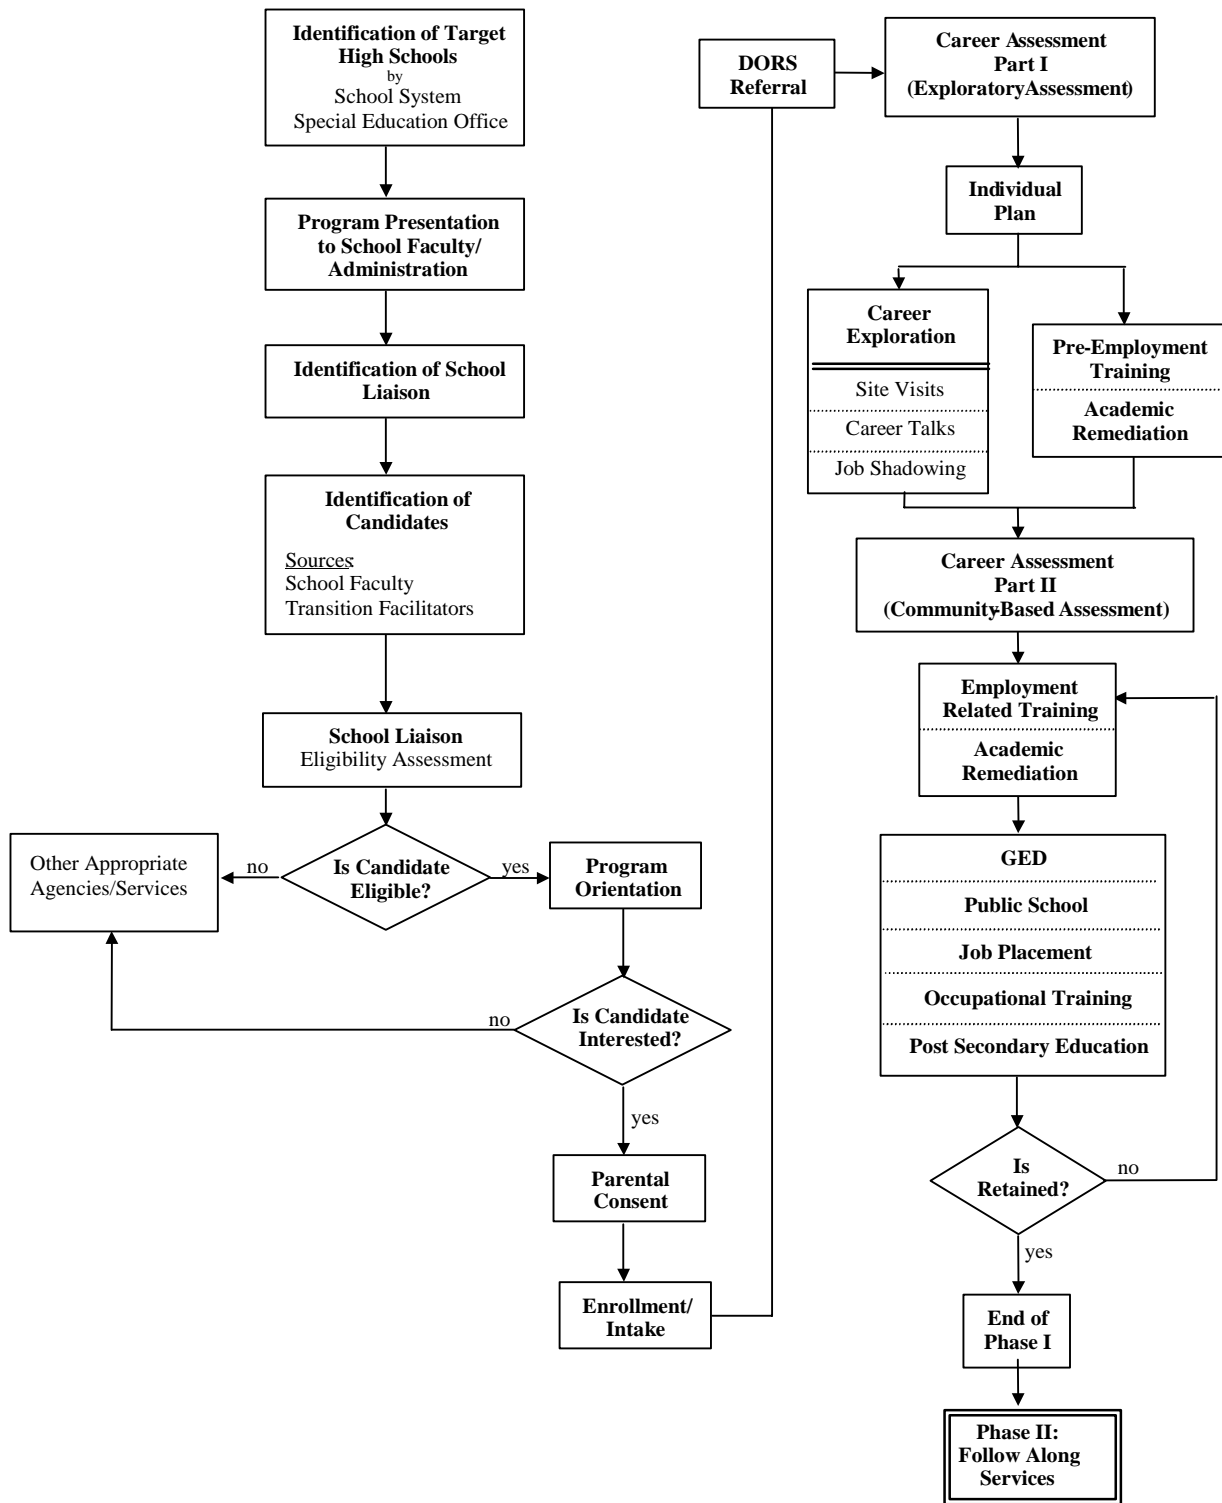 Identification of Target
High Schools
by
School System
Special Education Office
Program Presentation
to School Faculty/
Administration
Identification of School
Liaison
Identification of
Candidates
Sources:
School Faculty
Transition Facilitators
School Liaison
Eligibility Assessment
Is Candidate
Eligible?
no
yes
Other Appropriate
Agencies/Services
Program
Orientation
Is Candidate
Interested?
no
yes
Parental
Consent
Enrollment/
Intake
DORS
Referral
Career Assessment
Part I
(Exploratory Assessment)
Individual
Plan
Career
Exploration
Site Visits
Career Talks
Job Shadowing
Pre-Employment
Training
Academic
Remediation
Career Assessment
Part II
(Community-Based Assessment)
Employment
Related Training
Academic
Remediation
GED
Public School
Job Placement
Occupational Training
Post Secondary Education
Is
Retained?
no
yes
End of
Phase I
Phase II:
Follow Along
Services